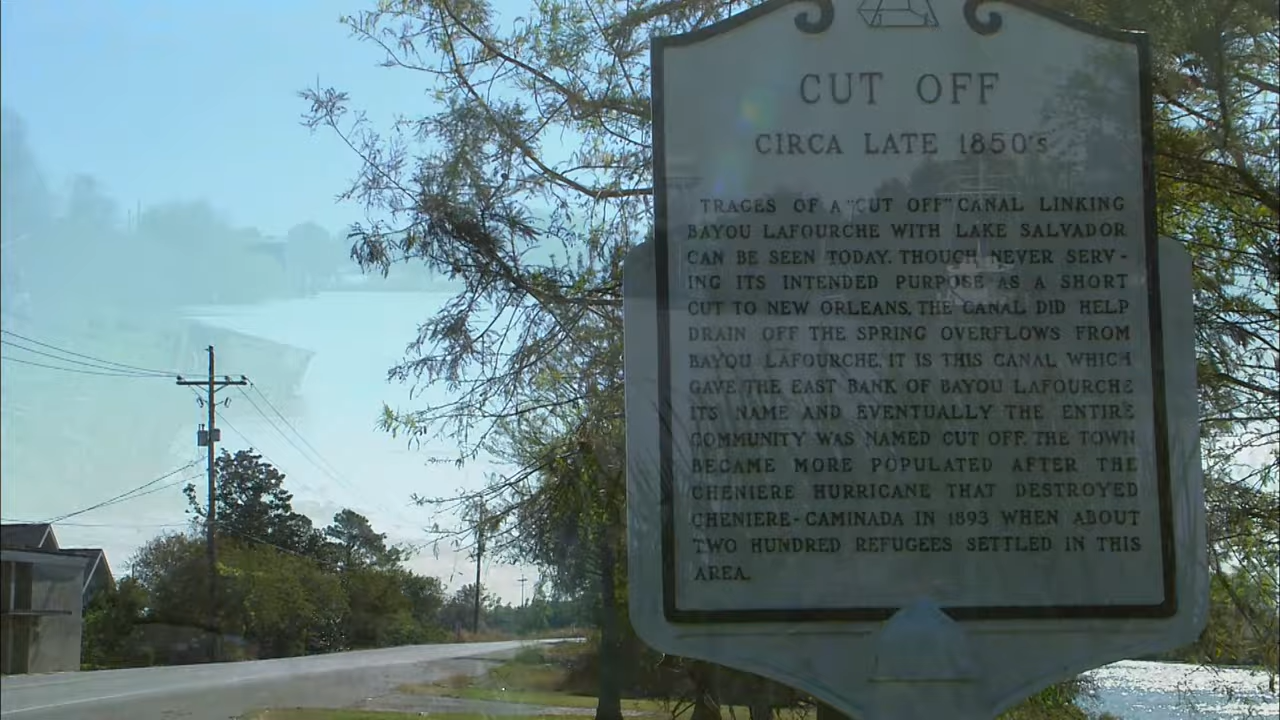 CUT OFF
CIRCA LATE 1850's
TRACES OF A "CUT OFF" CANAL LINKING
BAYOU LAFOURCHE WITH LAKE SALVADOR
CAN BE SEEN TODAY. THOUGH NEVER SERV-
ING ITS INTENDED PURPOSE AS A SHORT
CUT TO NEW ORLEANS, THE CANAL DID HELP
DRAIN OFF THE SPRING OVERFLOWS FROM
BAYOU LAFOURCHE. IT IS THIS CANAL WHICH
GAVE THE EAST BANK OF BAYOU LAFOURCHE
ITS NAME AND EVENTUALLY THE ENTIRE
COMMUNITY WAS NAMED CUT OFF. THE TOWN
BECAME MORE POPULATED AFTER THE
CHENIERE HURRICANE THAT DESTROYED
CHENIERE-CAMINADA IN 1893 WHEN ABOUT
TWO HUNDRED REFUGEES SETTLED IN THIS
AREA.